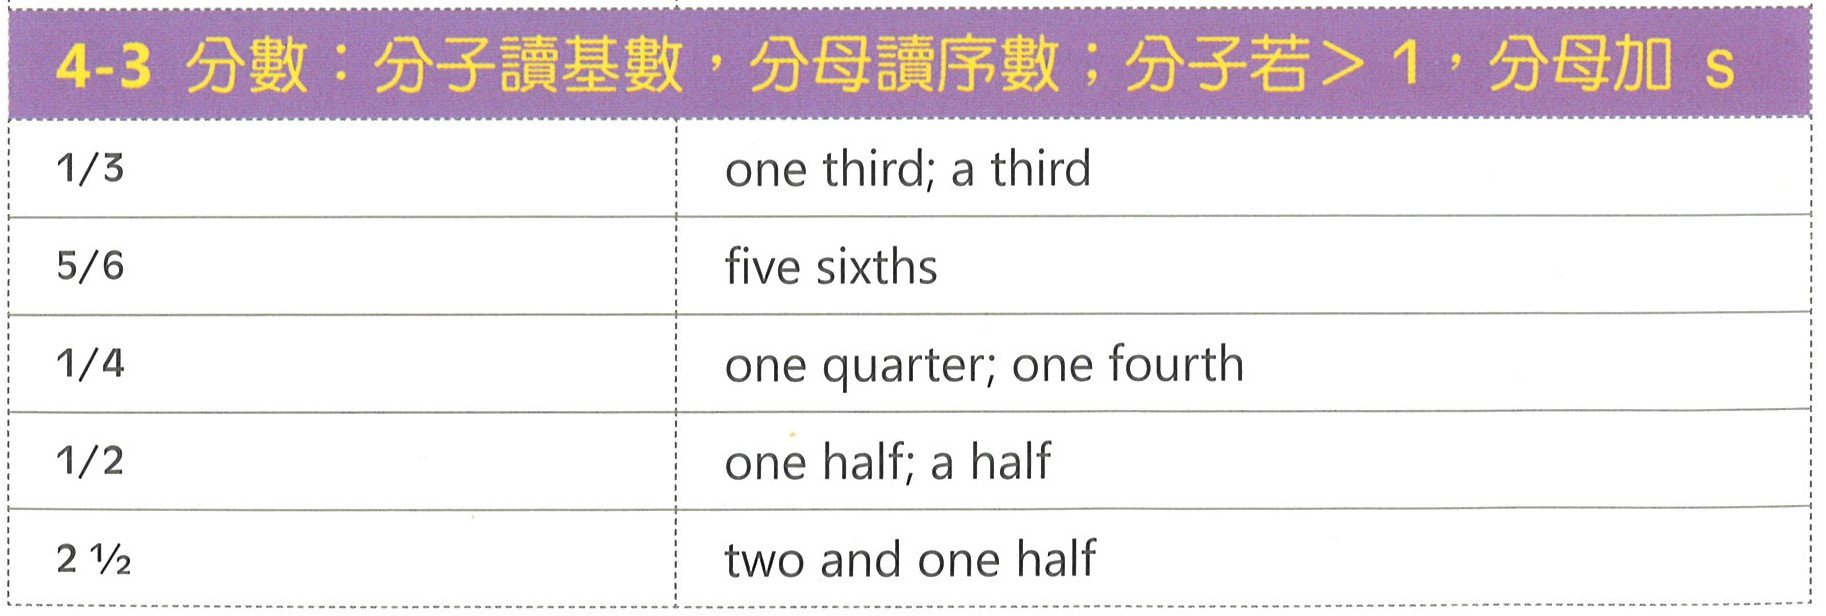 4-3 分數：分子讀基數，分母讀序數；分子若＞1，分母加 s
1/3 one third; a third
5/6 five sixths
1/4 one quarter; one fourth
1/2 one half; a half
2 ½ two and one half